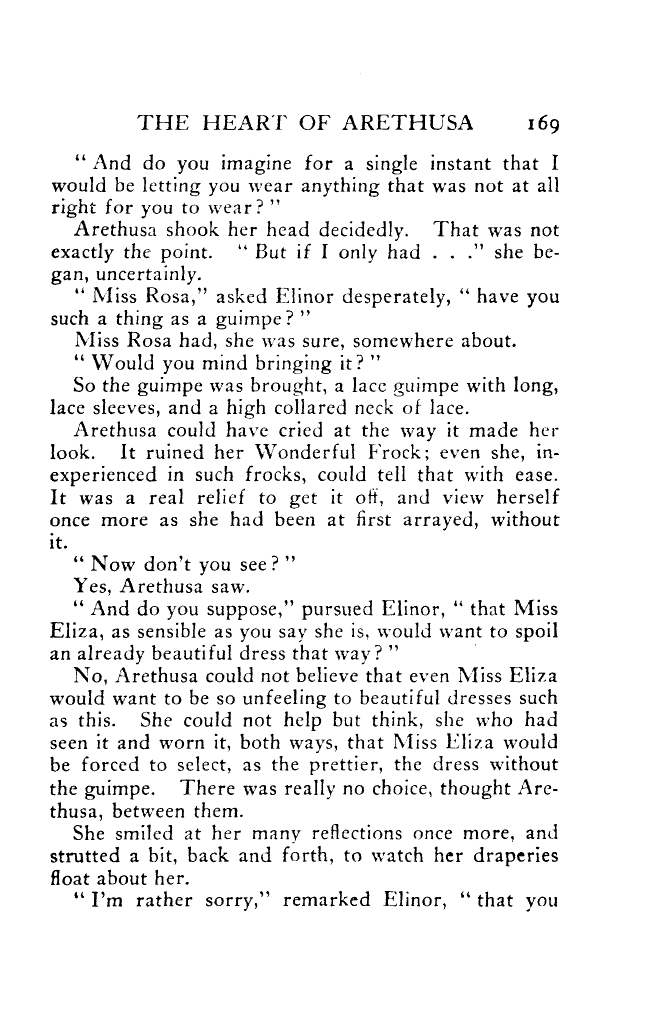 THE HEART OF ARETHUSA 169
“ And do you imagine for a single instant that I
would be letting you wear anything that was not at all
right for you to wear? ”
Arethusa shook her head decidedly. That was not
exactly the point. “ But if I only had . . .” she be-
gan, uncertainly.
“ Miss Rosa,” asked Elinor desperately, “ have you
such a thing as a guimpe? ”
Miss Rosa had, she was sure, somewhere about.
“ Would you mind bringing it? ”
So the guimpe was brought, a lace guimpe with long,
lace sleeves, and a high collared neck of lace.
Arethusa could have cried at the way it made her
look. It ruined her Wonderful Frock; even she, in-
experienced in such frocks, could tell that with ease.
It was a real relief to get it off, and view herself
once more as she had been at first arrayed, without
it.
“ Now don't you see? ”
Yes, Arethusa saw.
“ And do you suppose,” pursued Elinor, “ that Miss
Eliza, as sensible as you say she is, would want to spoil
an already beautiful dress that way? ”
No, Arethusa could not believe that even Miss Eliza
would want to be so unfeeling to beautiful dresses such
as this. She could not help but think, she who had
seen it and worn it, both ways, that Miss Eliza would
be forced to select, as the prettier, the dress without
the guimpe. There was really no choice, thought Are-
thusa, between them.
She smiled at her many reflections once more, and
strutted a bit, back and forth, to watch her draperies
float about her.
“ I'm rather sorry,” remarked Elinor, “ that you